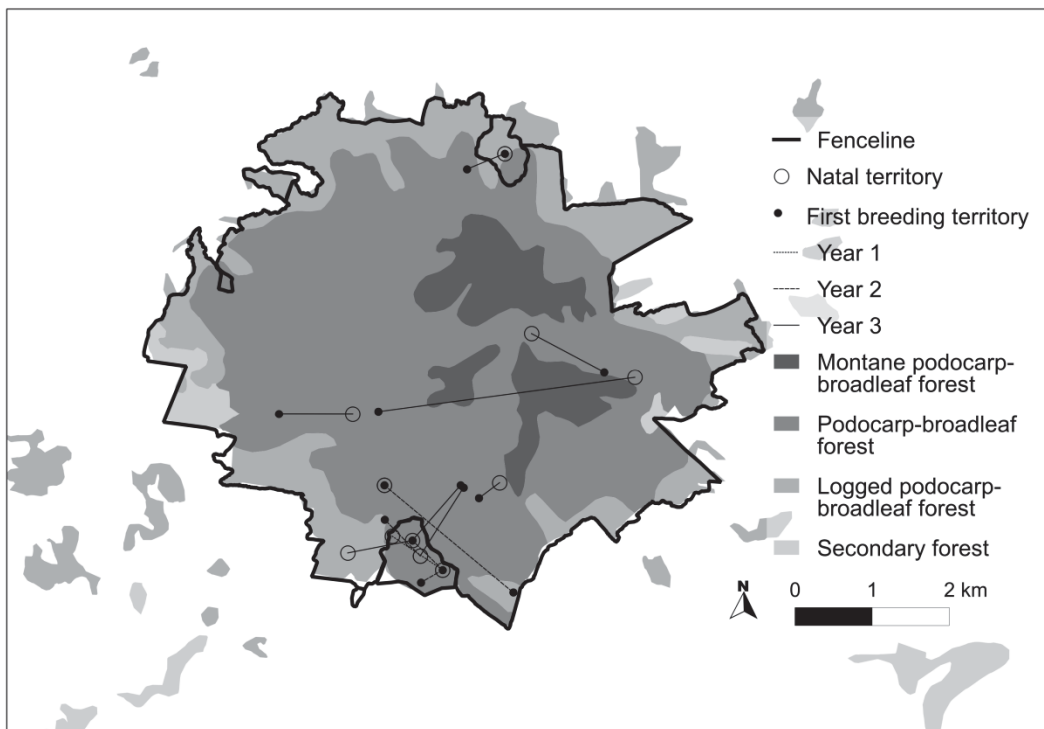 Fenceline
Natal territory
First breeding territory
Year 1
Year 2
Year 3
Montane podocarp-
broadleaf forest
Podocarp-broadleaf
forest
Logged podocarp-
broadleaf forest
Secondary forest
N
0 1 2 km